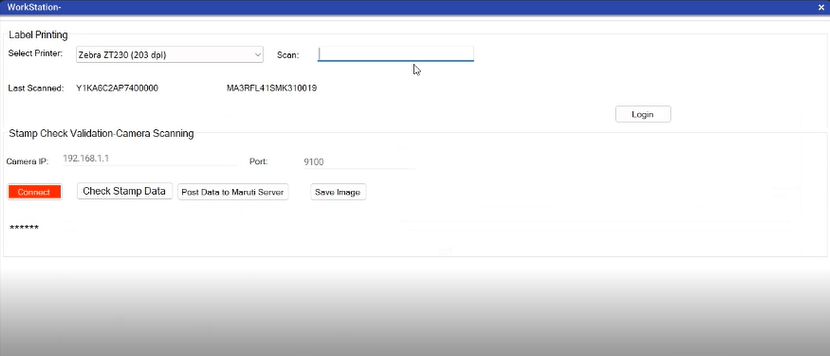 WorkStation-
Label Printing
Select Printer: Zebra ZT230 (203 dpi) Scan:
Last Scanned: Y1KA6C2AP7400000 MA3RFL41SMK310019
Login
Stamp Check Validation-Camera Scanning
Camera IP: 192.168.1.1 Port: 9100
Connect Check Stamp Data Post Data to Maruti Server Save Image
******